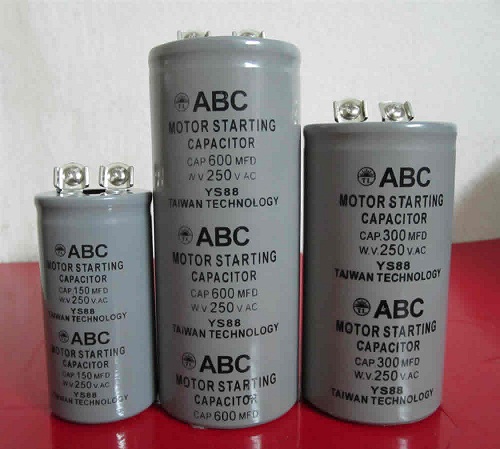 ABC
MOTOR STARTING
CAPACITOR
CAP.150 MFD
W.V.250 V.AC
YS88
TAIWAN TECHNOLOGY
ABC
MOTOR STARTING
CAPACITOR
CAP.150 MFD
W.V.250 V.AC
YS88
TAIWAN TECHNOLOGY
ABC
MOTOR STARTING
CAPACITOR
CAP.600 MFD
W.V.250 V.AC
YS88
TAIWAN TECHNOLOGY
ABC
MOTOR STARTING
CAPACITOR
CAP.600 MFD
W.V.250 V.AC
YS88
TAIWAN TECHNOLOGY
ABC
MOTOR STARTING
CAPACITOR
CAP.600 MFD
TL
ABC
MOTOR STARTING
CAPACITOR
CAP.300 MFD
W.V.250 V.AC
YS88
TAIWAN TECHNOLOGY
TL
ABC
MOTOR STARTING
CAPACITOR
CAP.300 MFD
W.V.250 V.AC
YS88
TAIWAN TECHNOLOGY